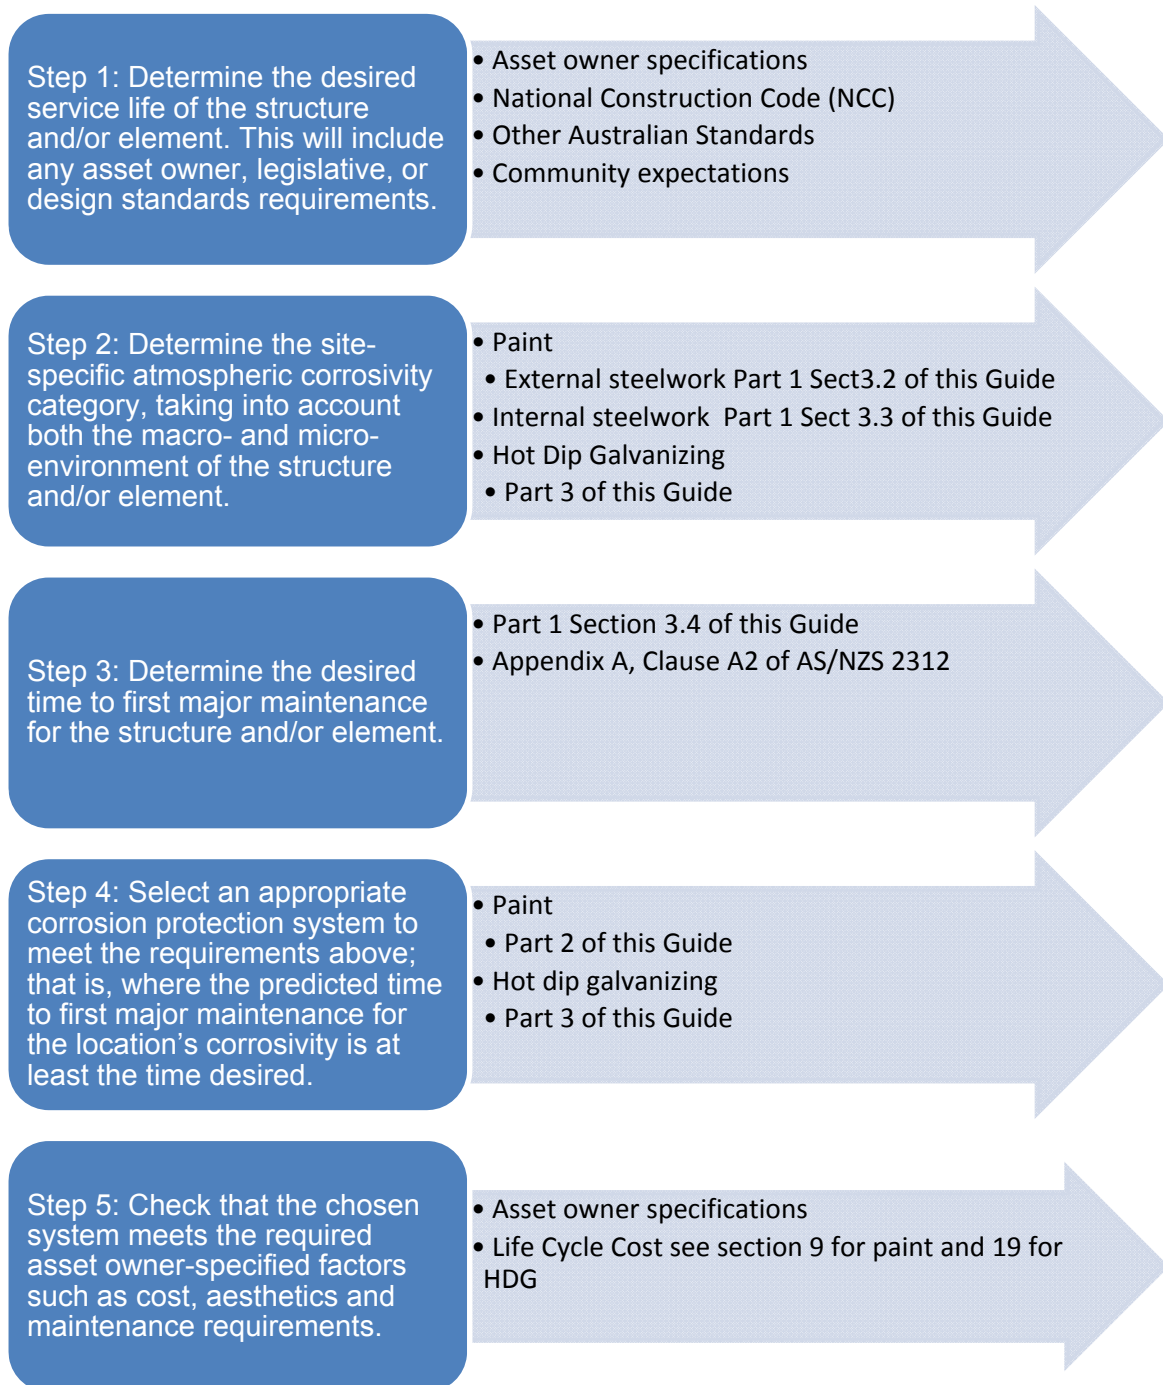 Step 1: Determine the desired
service life of the structure
and/or element. This will include
any asset owner, legislative, or
design standards requirements.
• Asset owner specifications
• National Construction Code (NCC)
• Other Australian Standards
• Community expectations
Step 2: Determine the site-
specific atmospheric corrosivity
category, taking into account
both the macro- and micro-
environment of the structure
and/or element.
• Paint
• External steelwork Part 1 Sect3.2 of this Guide
• Internal steelwork  Part 1 Sect 3.3 of this Guide
• Hot Dip Galvanizing
• Part 3 of this Guide
Step 3: Determine the desired
time to first major maintenance
for the structure and/or element.
• Part 1 Section 3.4 of this Guide
• Appendix A, Clause A2 of AS/NZS 2312
Step 4: Select an appropriate
corrosion protection system to
meet the requirements above;
that is, where the predicted time
to first major maintenance for
the location’s corrosivity is at
least the time desired.
• Paint
• Part 2 of this Guide
• Hot dip galvanizing
• Part 3 of this Guide
Step 5: Check that the chosen
system meets the required
asset owner-specified factors
such as cost, aesthetics and
maintenance requirements.
• Asset owner specifications
• Life Cycle Cost see section 9 for paint and 19 for
HDG